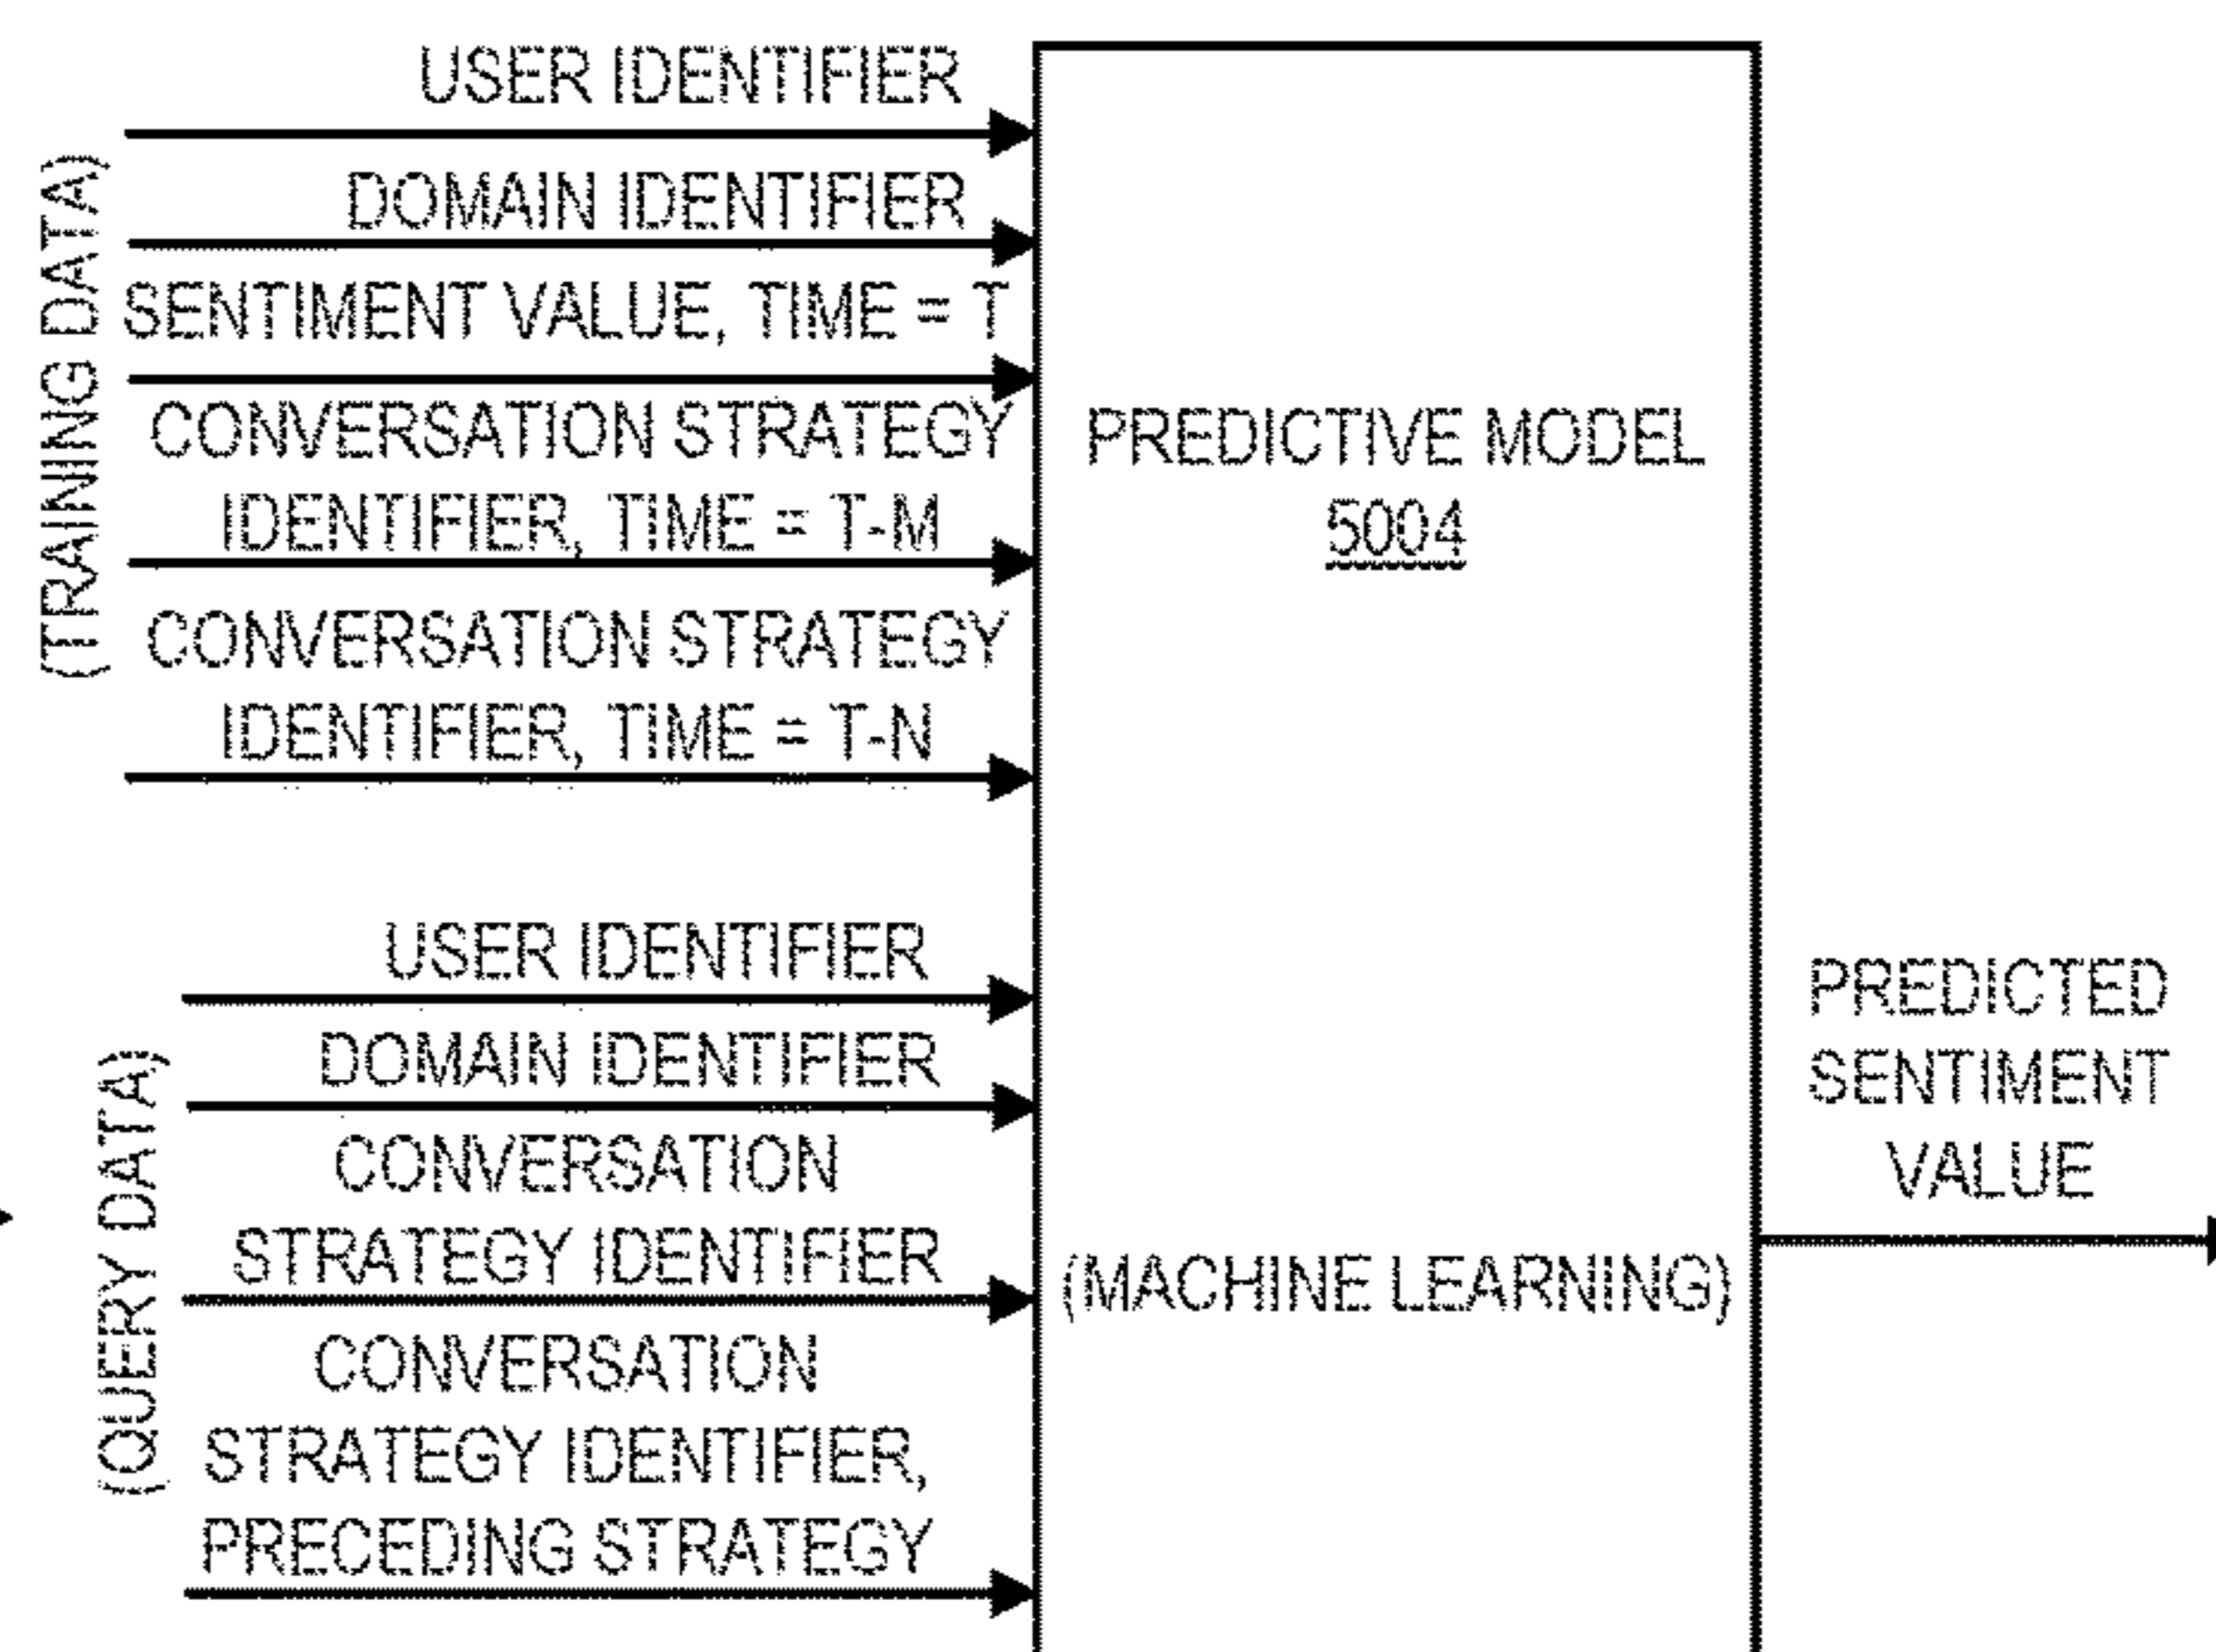 (TRAINING DATA)
USER IDENTIFIER
DOMAIN IDENTIFIER
SENTIMENT VALUE, TIME = T
CONVERSATION STRATEGY
IDENTIFIER, TIME = T-M
CONVERSATION STRATEGY
IDENTIFIER, TIME = T-N
(QUERY DATA)
USER IDENTIFIER
DOMAIN IDENTIFIER
CONVERSATION
STRATEGY IDENTIFIER
CONVERSATION
STRATEGY IDENTIFIER,
PRECEDING STRATEGY
PREDICTIVE MODEL
5004
(MACHINE LEARNING)
PREDICTED
SENTIMENT
VALUE